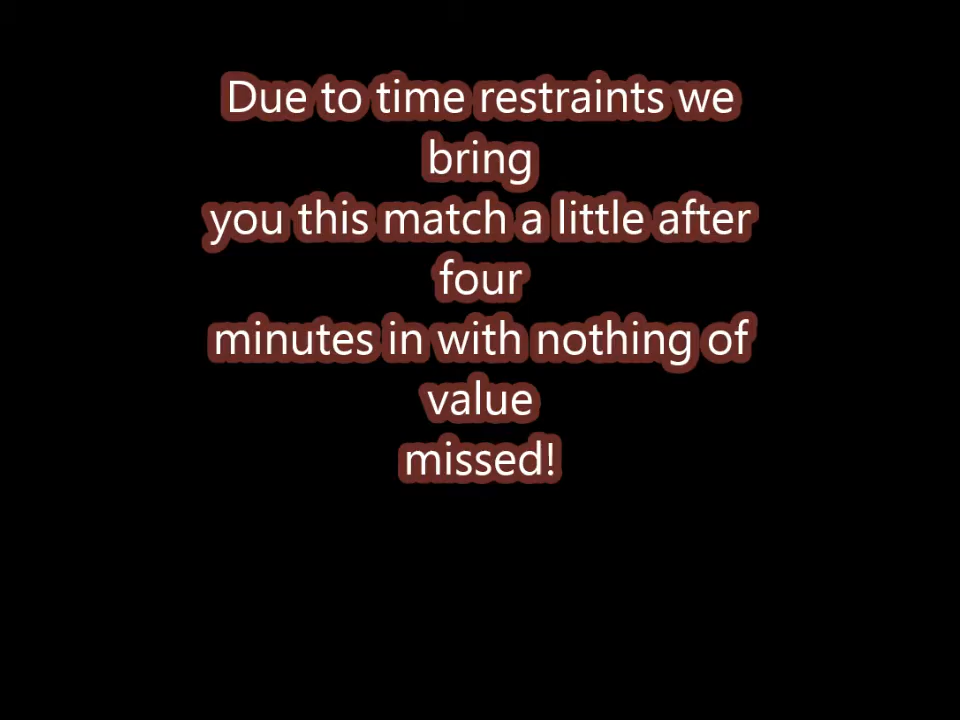 Due to time restraints we
bring
you this match a little after
four
minutes in with nothing of
value
missed!